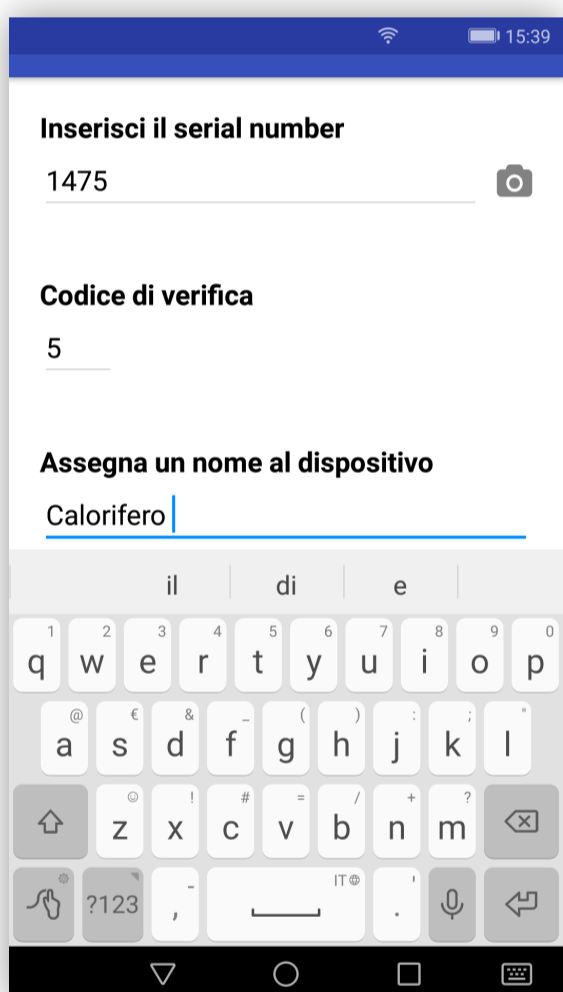 15:39
Inserisci il serial number
1475
Codice di verifica
5
Assegna un nome al dispositivo
Calorifero
il di e
1 2 3 4 5 6 7 8 9 0
q w e r t y u i o p
@ € & _ ( ) : ; "
a s d f g h j k l
! # = / + ?
z x c v b n m
- IT '
?123 , .